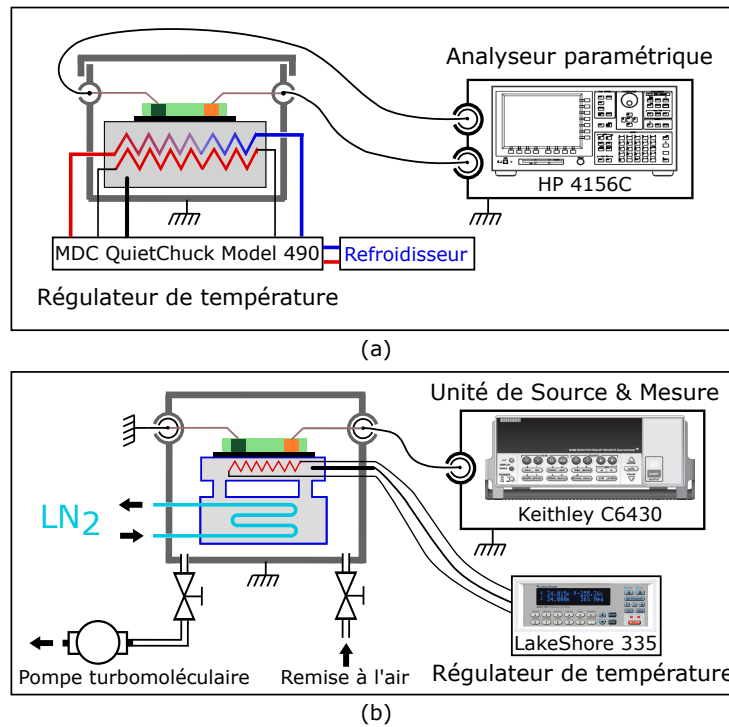 Analyseur paramétrique
HP 4156C
MDC QuietChuck Model 490
Refroidisseur
Régulateur de température
(a)
Unité de Source & Mesure
Keithley C6430
LN2
LakeShore 335
Pompe turbomoléculaire
Remise à l'air
Régulateur de température
(b)